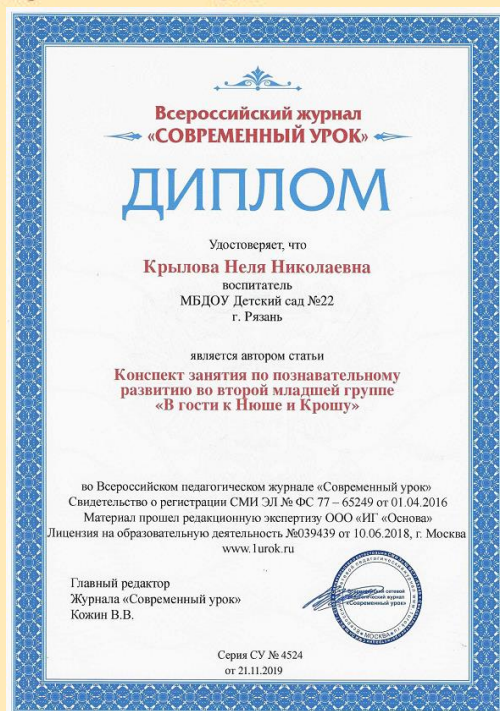 Всероссийский журнал
«СОВРЕМЕННЫЙ УРОК»
ДИПЛОМ
Удостоверяет, что
Крылова Неля Николаевна
воспитатель
МБДОУ Детский сад №22
г. Рязань
является автором статьи
Конспект занятия по познавательному
развитию во второй младшей группе
«В гости к Нюше и Крошу»
во Всероссийском педагогическом журнале «Современный урок»
Свидетельство о регистрации СМИ ЭЛ № ФС 77 – 65249 от 01.04.2016
Материал прошел редакционную экспертизу ООО «ИГ «Основа»
Лицензия на образовательную деятельность №039439 от 10.06.2018, г. Москва
www.1urok.ru
Главный редактор
Журнала «Современный урок»
Кожин В.В.
«Современный урок»
МОСКВА
Серия СУ № 4524
от 21.11.2019